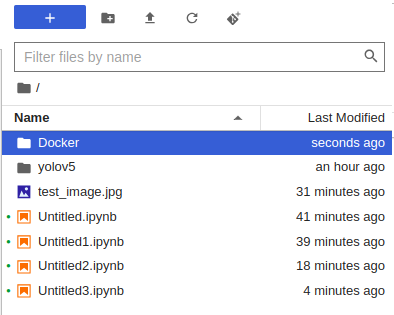 Filter files by name
/
Name Last Modified
Docker seconds ago
yolov5 an hour ago
test_image.jpg 31 minutes ago
Untitled.ipynb 41 minutes ago
Untitled1.ipynb 39 minutes ago
Untitled2.ipynb 18 minutes ago
Untitled3.ipynb 4 minutes ago